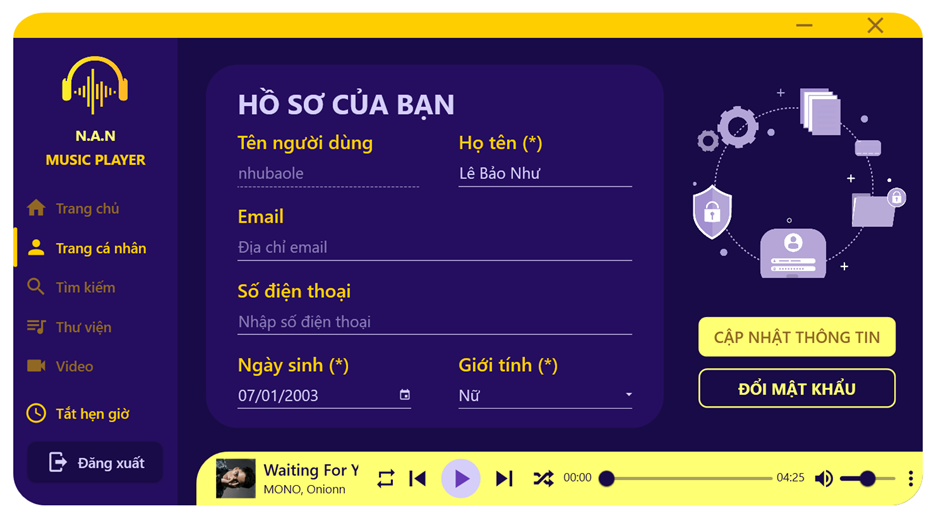 N.A.N
MUSIC PLAYER
Trang chủ
Trang cá nhân
Tìm kiếm
Thư viện
Video
Tắt hẹn giờ
Đăng xuất
HỒ SƠ CỦA BẠN
Tên người dùng
Họ tên (*)
nhubaole
Lê Bảo Như
Email
Địa chỉ email
Số điện thoại
Nhập số điện thoại
Ngày sinh (*)
Giới tính (*)
07/01/2003
Nữ
CẬP NHẬT THÔNG TIN
ĐỔI MẬT KHẨU
Waiting For Y
MONO, Onionn
00:00
04:25